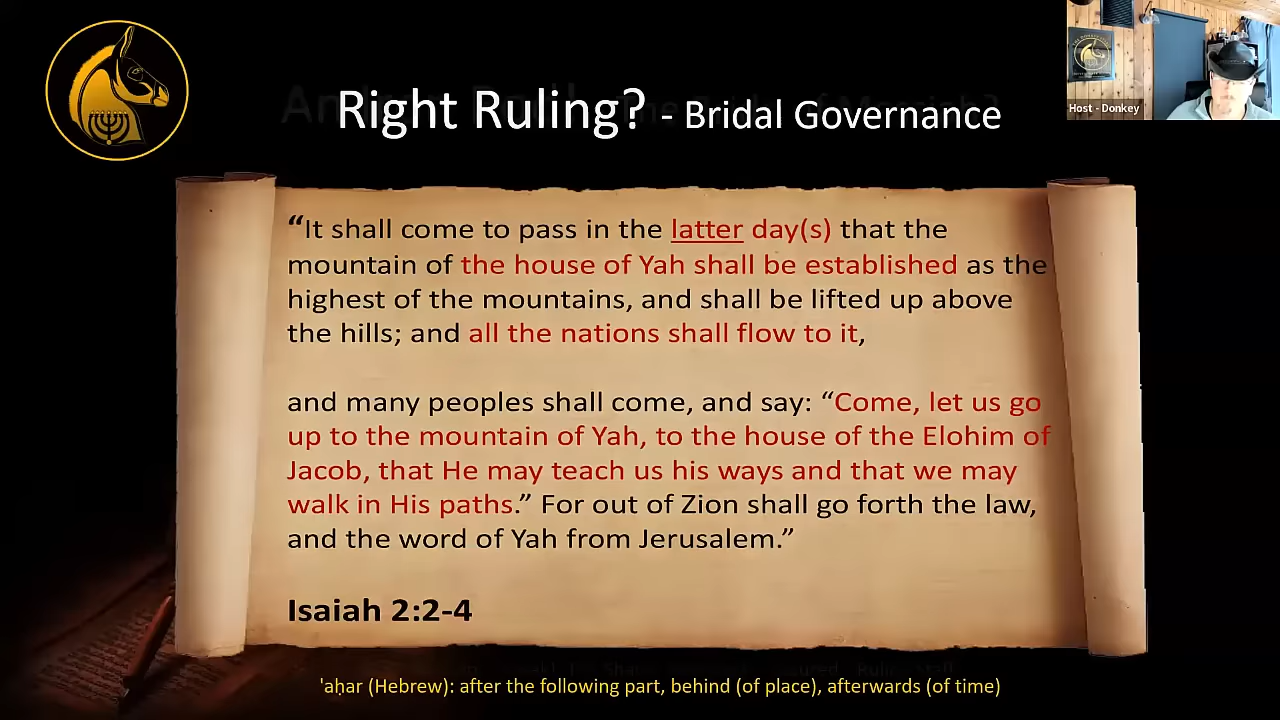 Right Ruling? - Bridal Governance
Host - Donkey
“It shall come to pass in the latter day(s) that the
mountain of the house of Yah shall be established as the
highest of the mountains, and shall be lifted up above
the hills; and all the nations shall flow to it,
and many peoples shall come, and say: “Come, let us go
up to the mountain of Yah, to the house of the Elohim of
Jacob, that He may teach us his ways and that we may
walk in His paths.” For out of Zion shall go forth the law,
and the word of Yah from Jerusalem.”
Isaiah 2:2-4
'aḥar (Hebrew): after the following part, behind (of place), afterwards (of time)